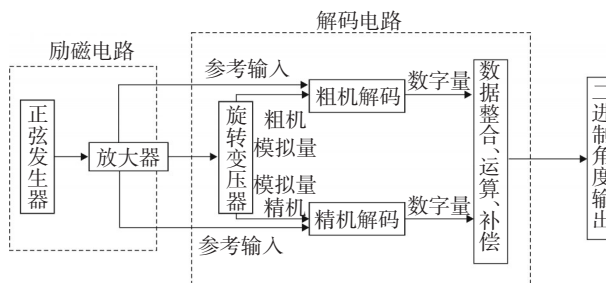 解码电路
励磁电路
参考输入
数字量
正弦发生器
放大器
旋转变压器
粗机
模拟量
模拟量
精机
粗机解码
精机解码
数字量
参考输入
数据整合、运算、补偿
二进制角度输出